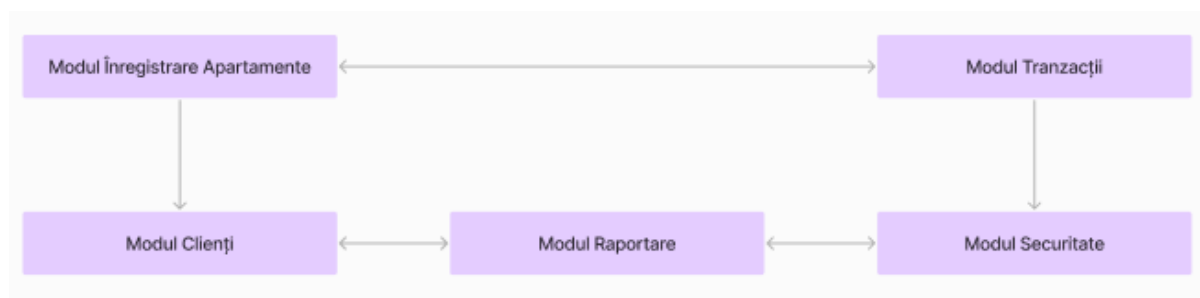 Modul Înregistrare Apartamente
Modul Tranzacții
Modul Clienți
Modul Raportare
Modul Securitate